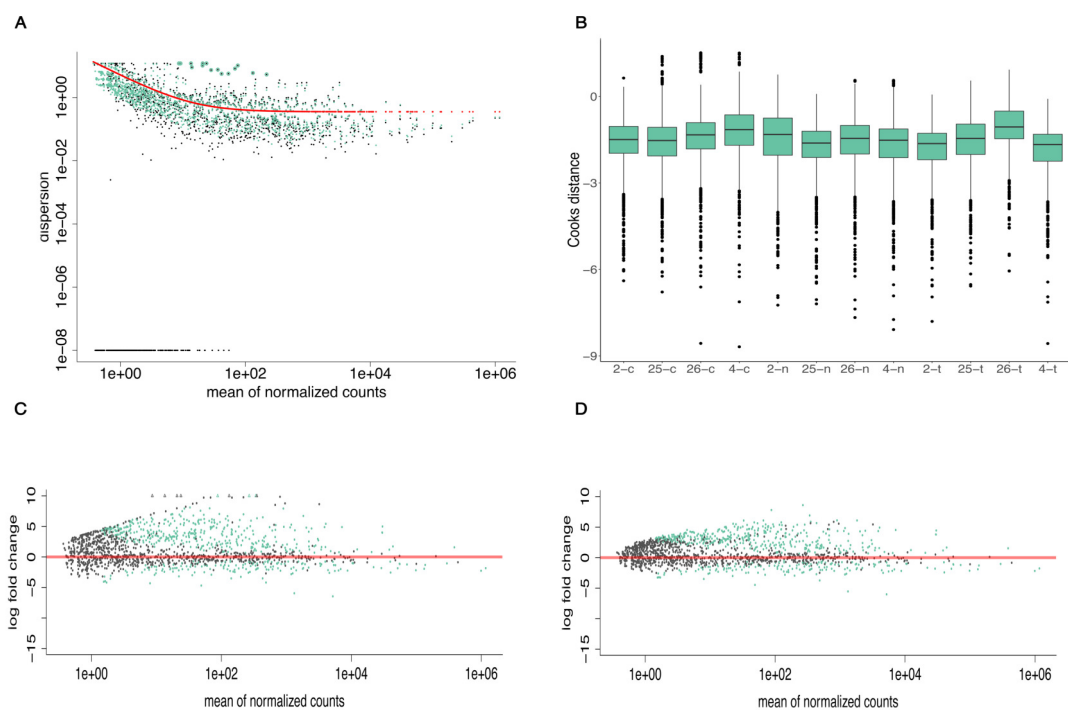 A
dispersion
1e+00
1e-02
1e-04
1e-06
1e-08
1e+00 1e+02 1e+04 1e+06
mean of normalized counts
B
Cooks distance
0
-3
-6
-9
2-c 25-c 26-c 4-c 2-n 25-n 26-n 4-n 2-t 25-t 26-t 4-t
C
log fold change
10
5
0
-5
-15
1e+00 1e+02 1e+04 1e+06
mean of normalized counts
D
log fold change
10
5
0
-5
-15
1e+00 1e+02 1e+04 1e+06
mean of normalized counts